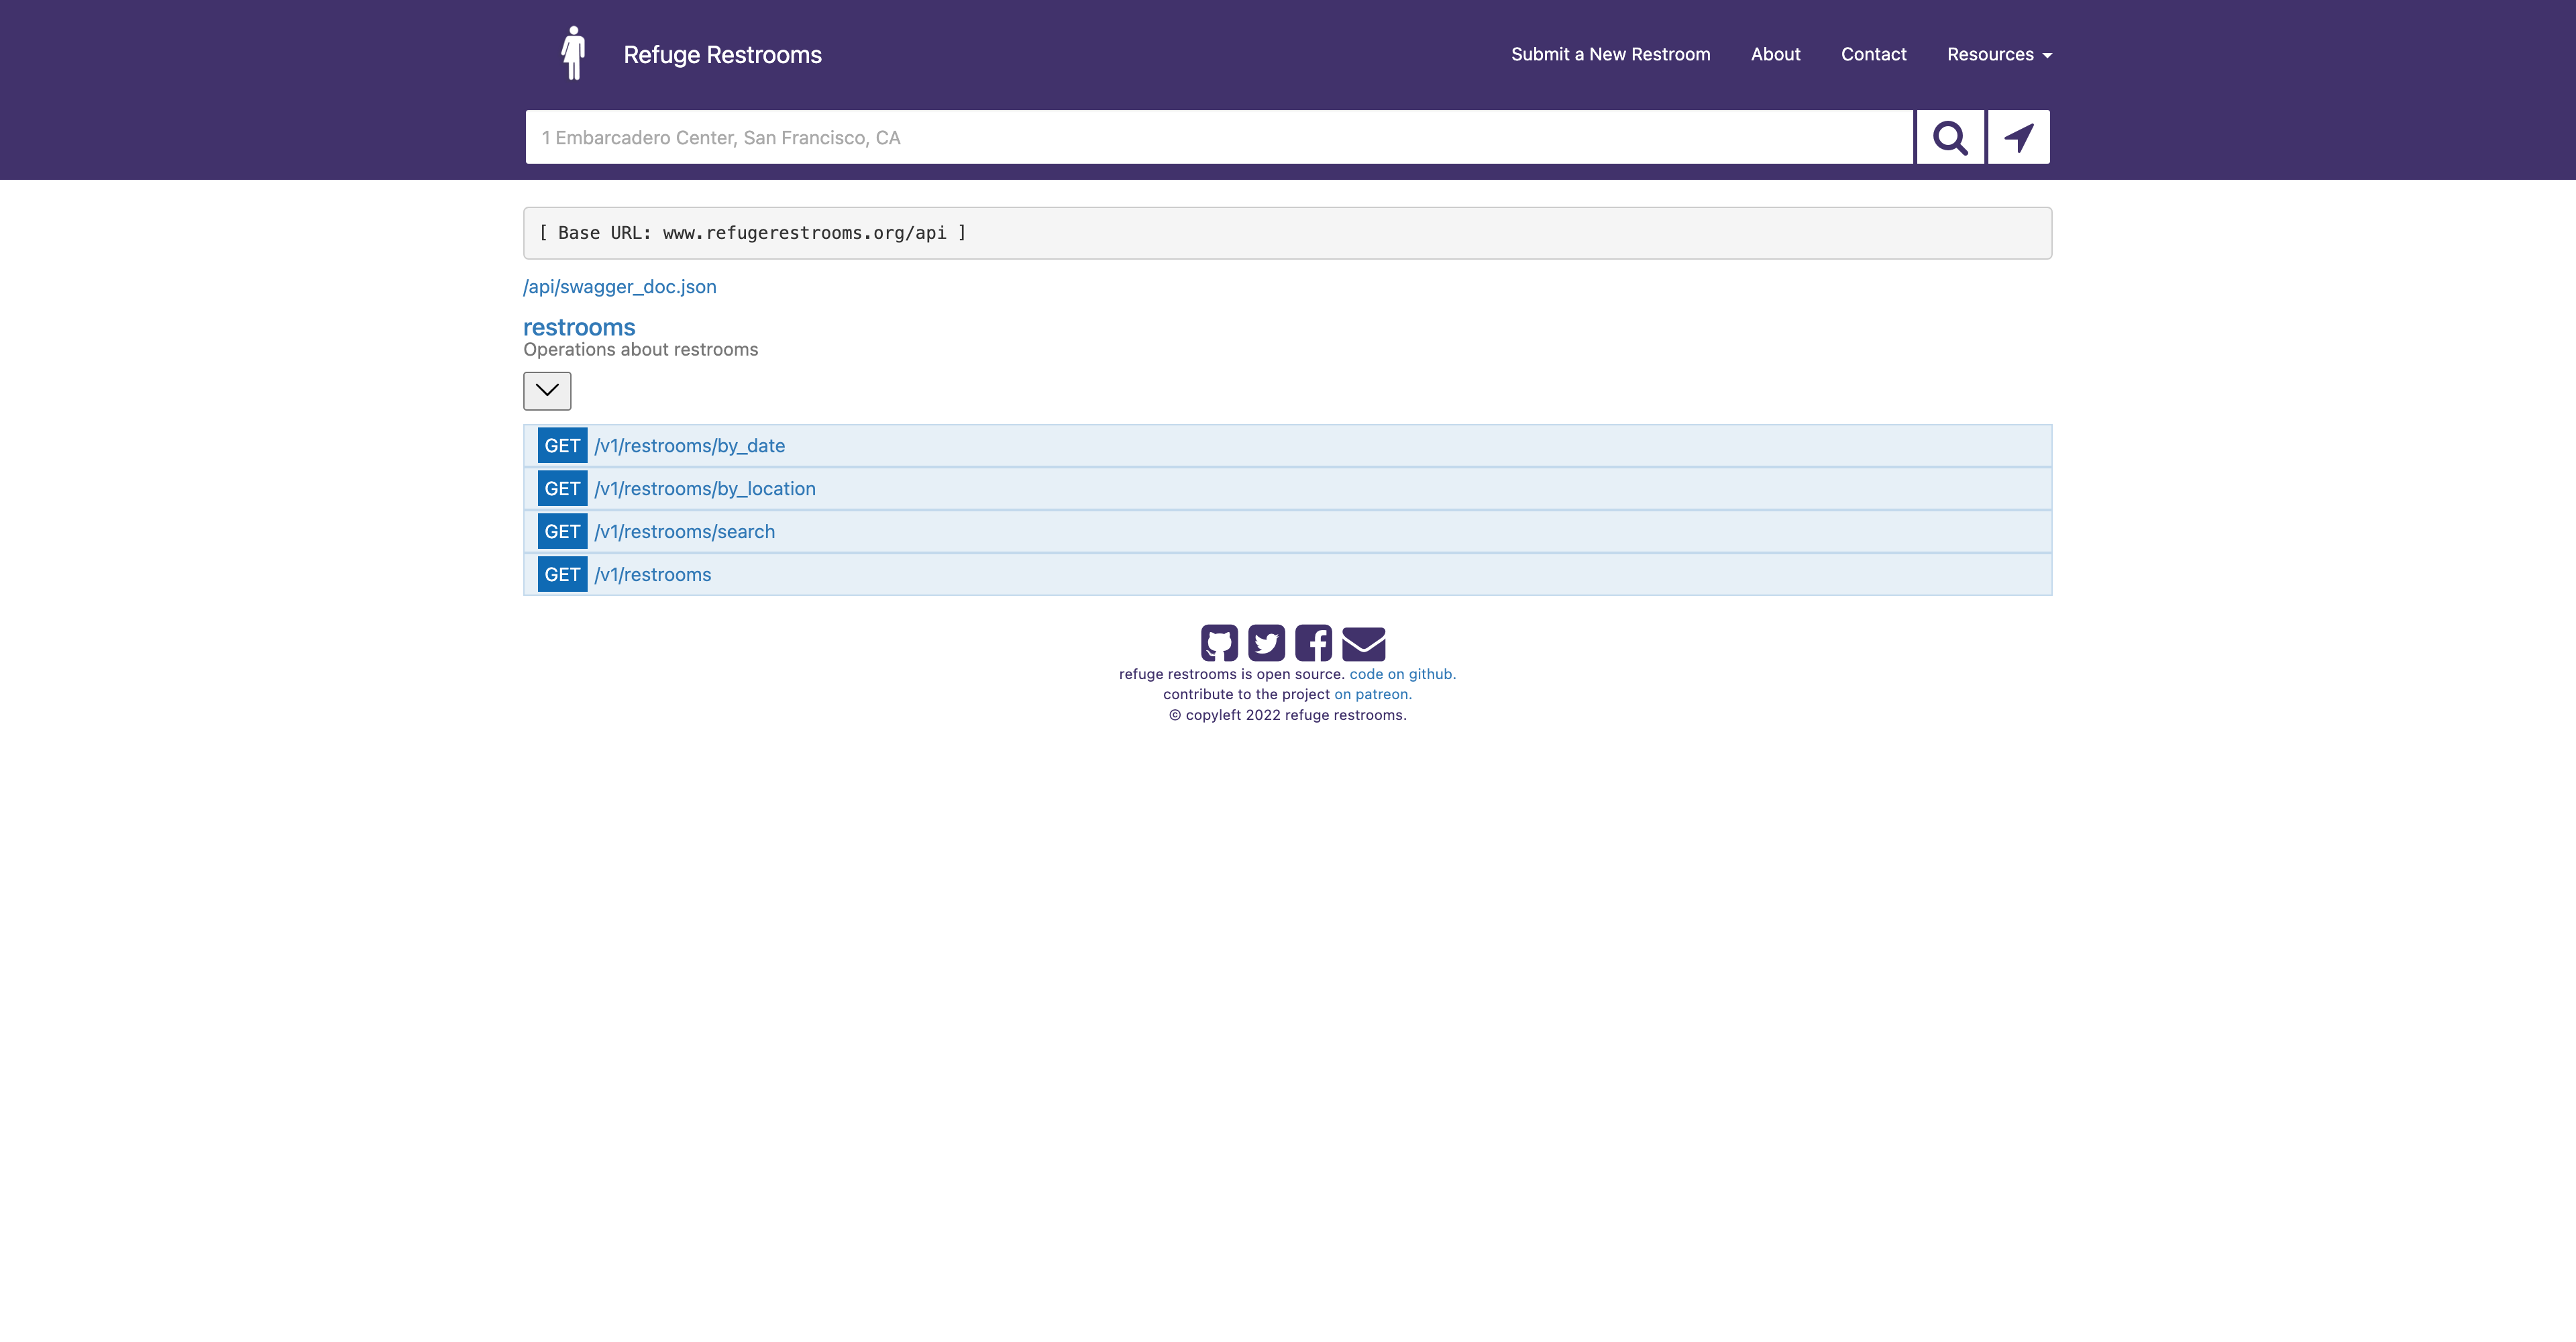 Refuge Restrooms
Submit a New Restroom About Contact Resources
1 Embarcadero Center, San Francisco, CA
[ Base URL: www.refugerestrooms.org/api ]
/api/swagger_doc.json
restrooms
Operations about restrooms
GET /v1/restrooms/by_date
GET /v1/restrooms/by_location
GET /v1/restrooms/search
GET /v1/restrooms
refuge restrooms is open source. code on github.
contribute to the project on patreon.
© copyleft 2022 refuge restrooms.